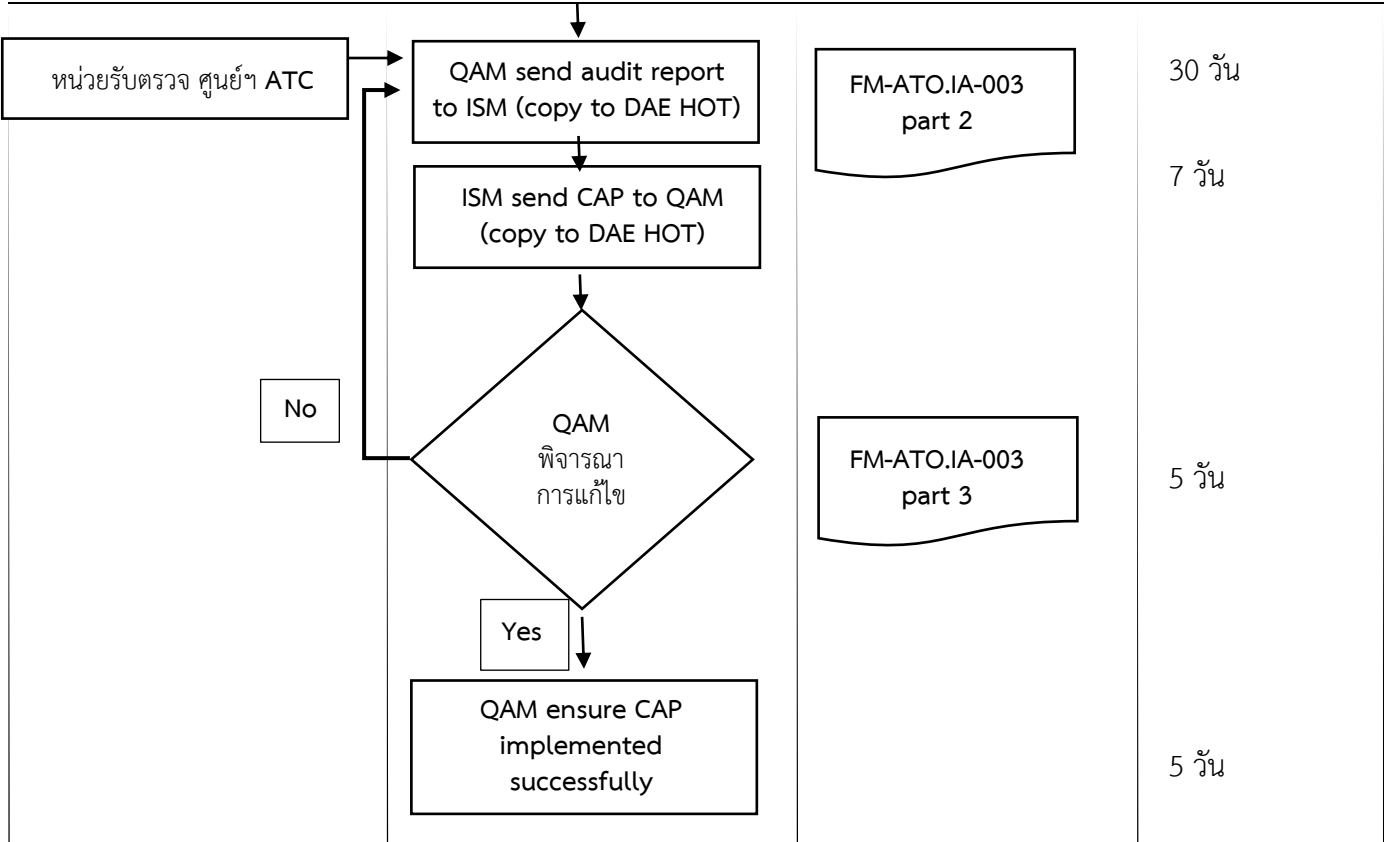 หน่วยรับตรวจ ศูนย์ฯ ATC
QAM send audit report
to ISM (copy to DAE HOT)
FM-ATO.IA-003
part 2
30 วัน
ISM send CAP to QAM
(copy to DAE HOT)
7 วัน
No
QAM
พิจารณา
การแก้ไข
FM-ATO.IA-003
part 3
5 วัน
Yes
QAM ensure CAP
implemented
successfully
5 วัน